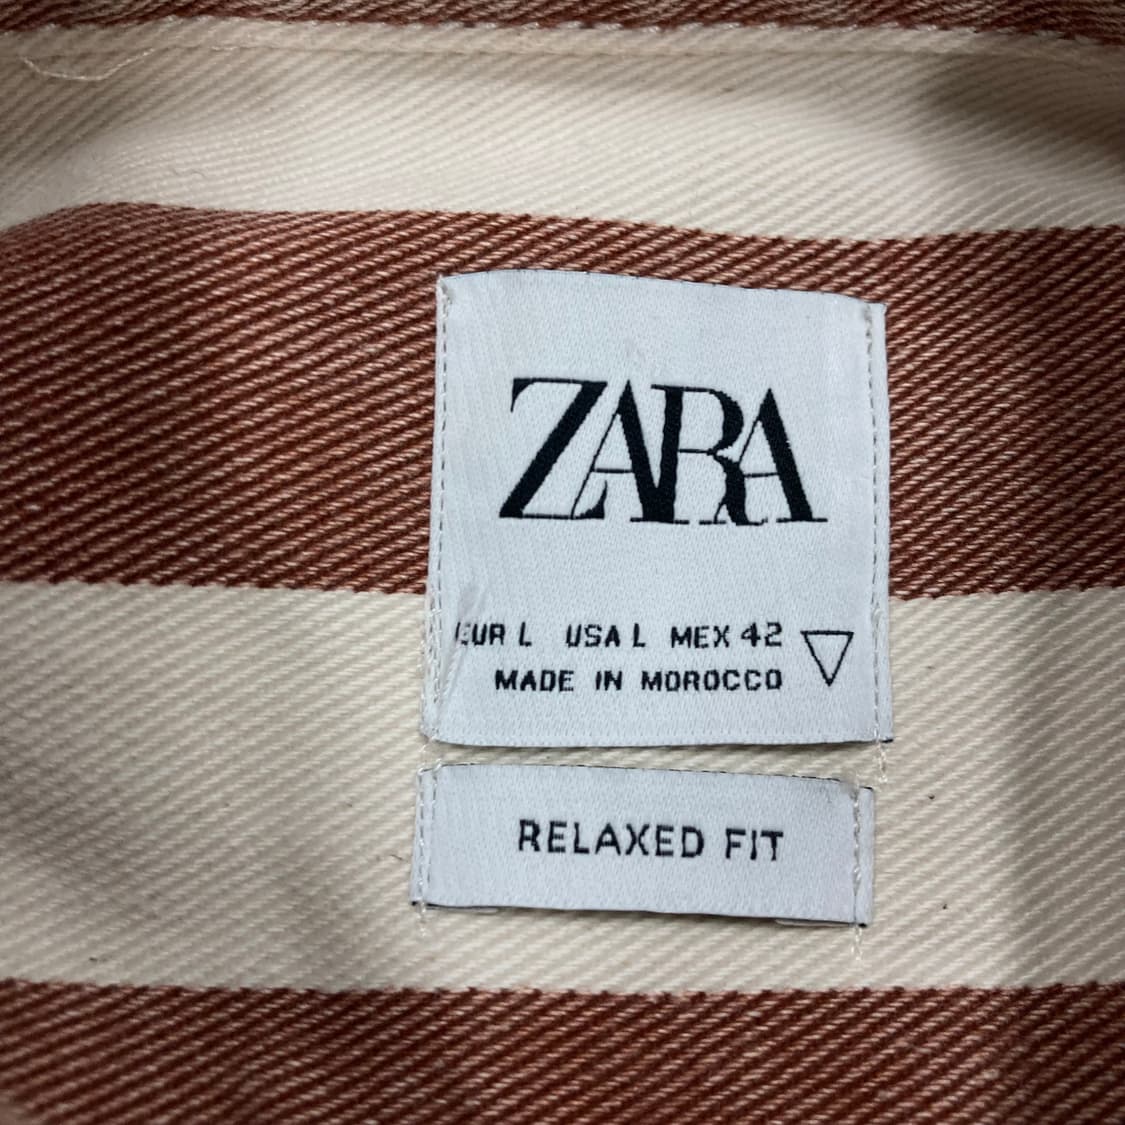 ZARA
EUR L USA L MEX 42
MADE IN MOROCCO
RELAXED FIT